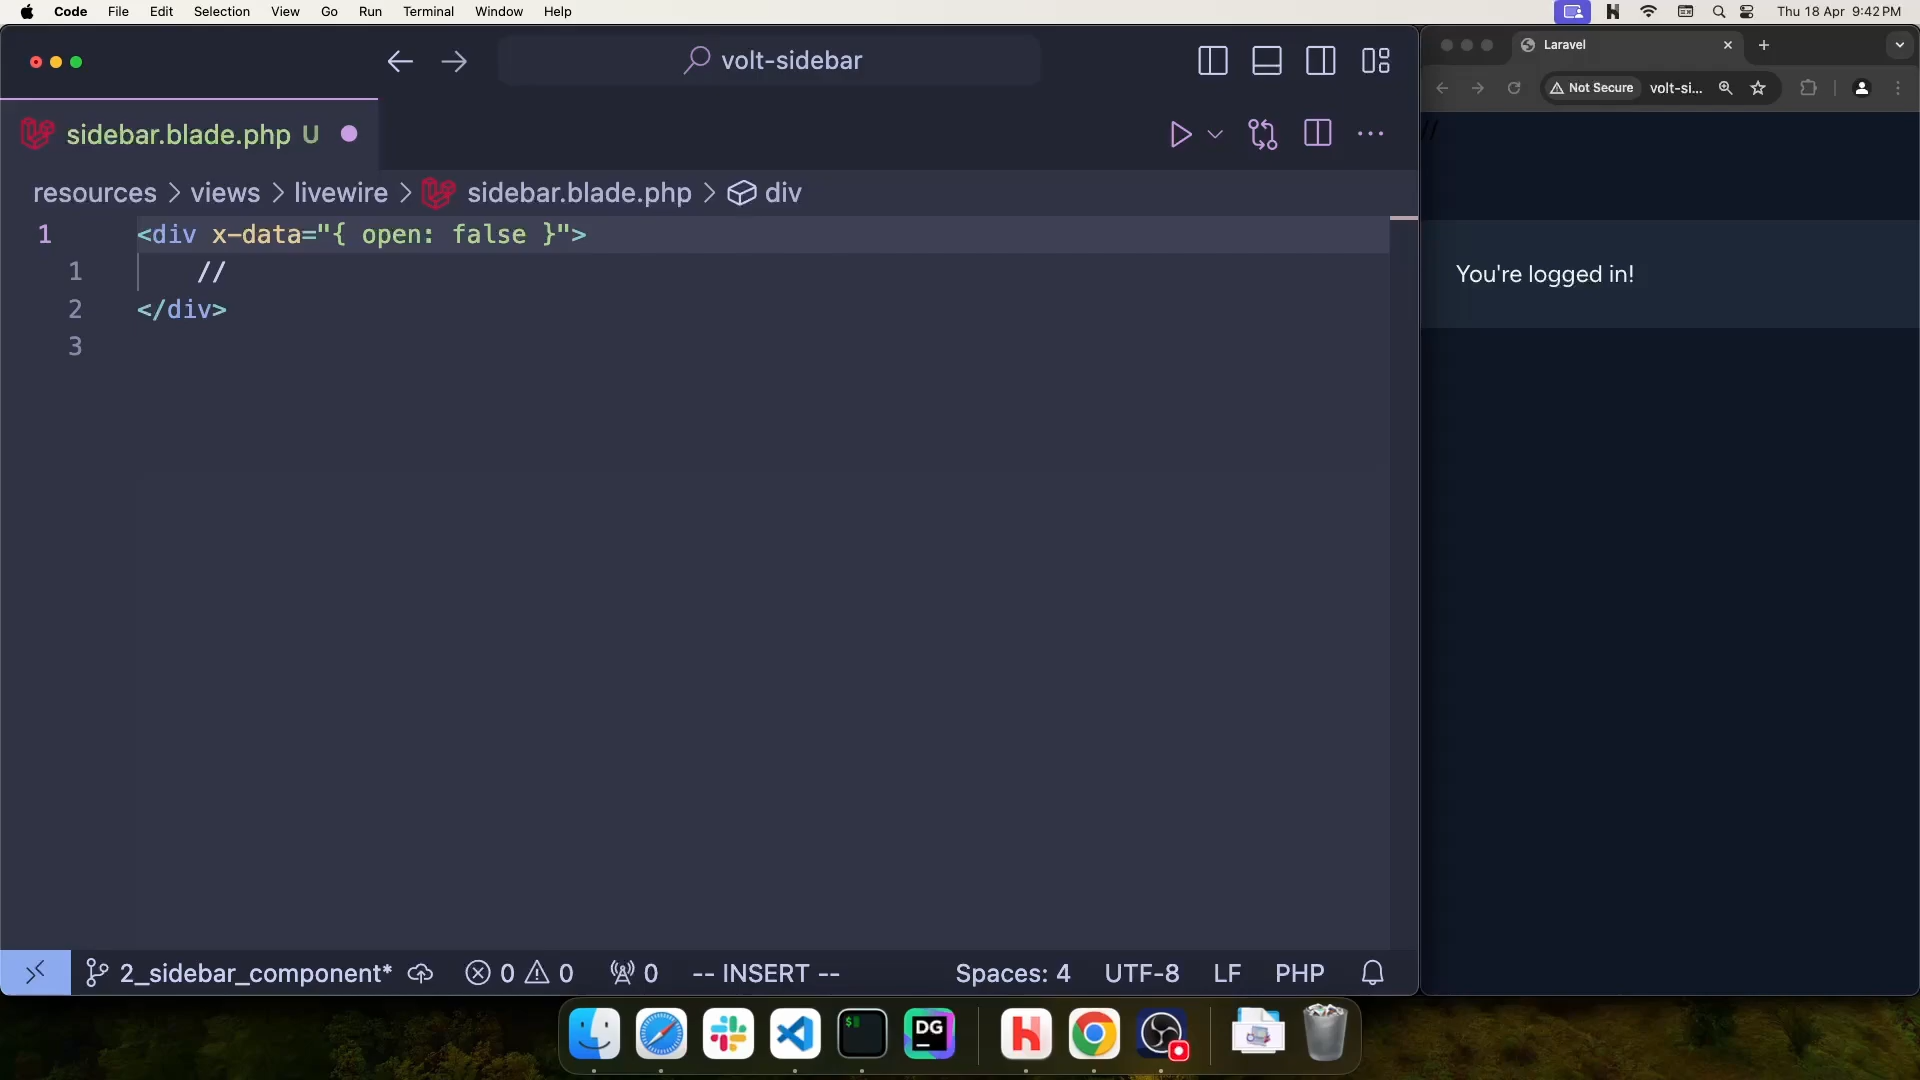 Code File Edit Selection View Go Run Terminal Window Help
Thu 18 Apr 9:42 PM
volt-sidebar
sidebar.blade.php U
resources > views > livewire > sidebar.blade.php > div
1 <div x-data="{ open: false }">
1 //
2 </div>
3
2_sidebar_component* 0 0 0 -- INSERT -- Spaces: 4 UTF-8 LF PHP
Laravel
Not Secure volt-si...
//
You're logged in!
$
DG